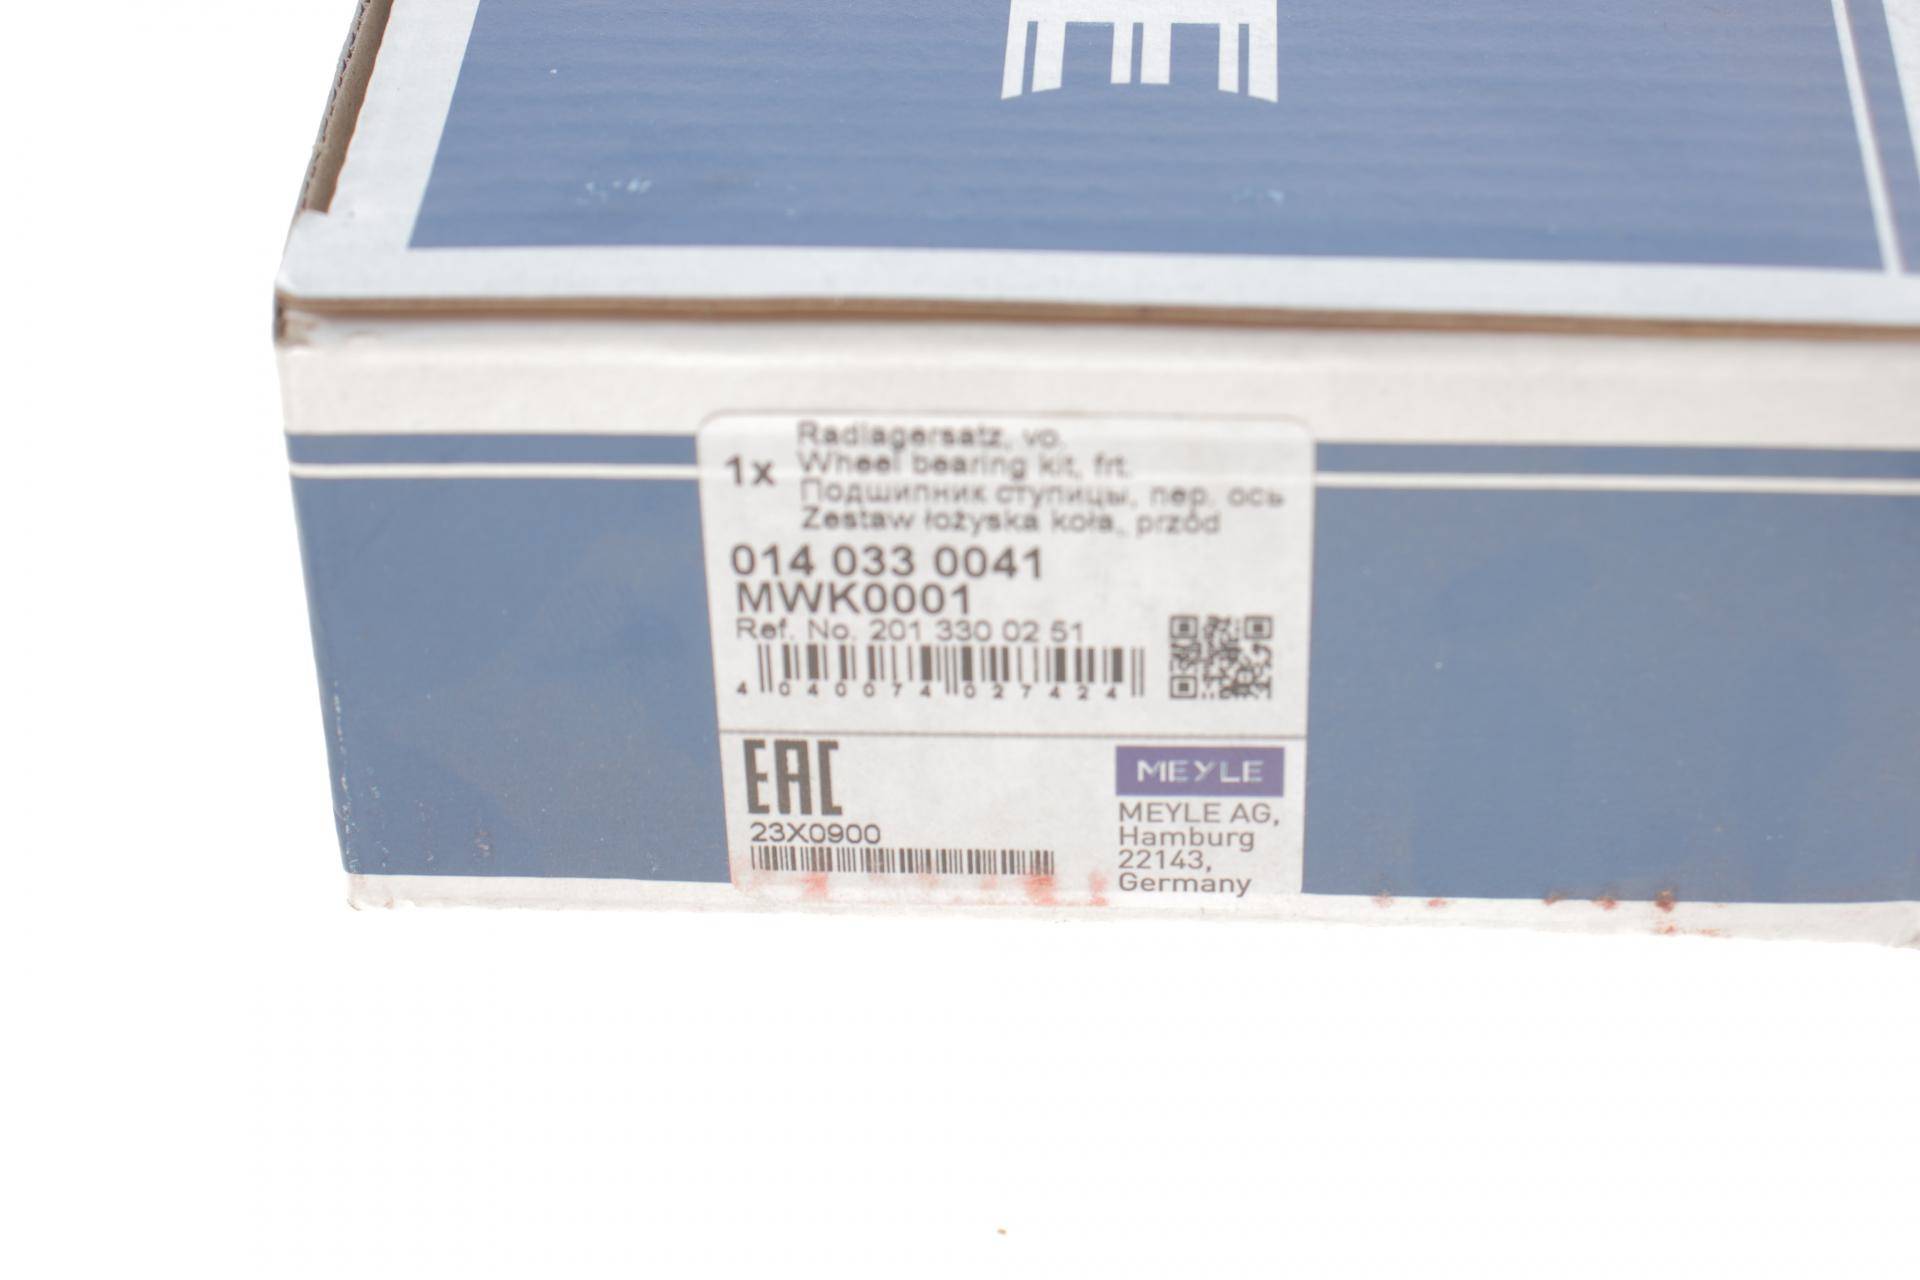 1x
Radlagersatz, vo.
Wheel bearing kit, frt.
Подшипник ступицы, пер. ось
Zestaw łożyska koła, przód
014 033 0041
MWK0001
Ref. No. 201 330 02 51
4 040074 027424
EAC
23X0900
MEYLE
MEYLE AG,
Hamburg
22143,
Germany